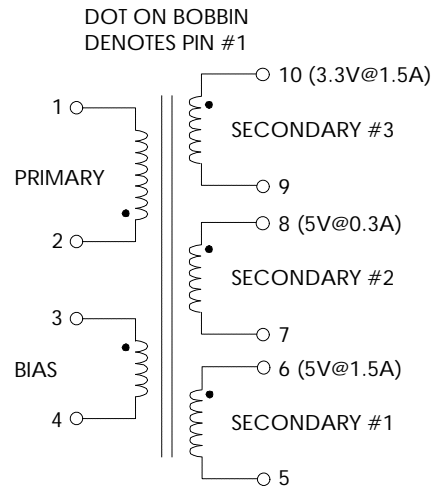 DOT ON BOBBIN
DENOTES PIN #1
10 (3.3V@1.5A)
1
SECONDARY #3
PRIMARY
9
8 (5V@0.3A)
2
SECONDARY #2
3
7
BIAS
6 (5V@1.5A)
4
SECONDARY #1
5